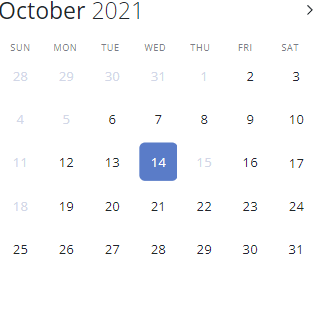 October 2021
SUN MON TUE WED THU FRI SAT
28 29 30 31 1 2 3
4 5 6 7 8 9 10
11 12 13 14 15 16 17
18 19 20 21 22 23 24
25 26 27 28 29 30 31